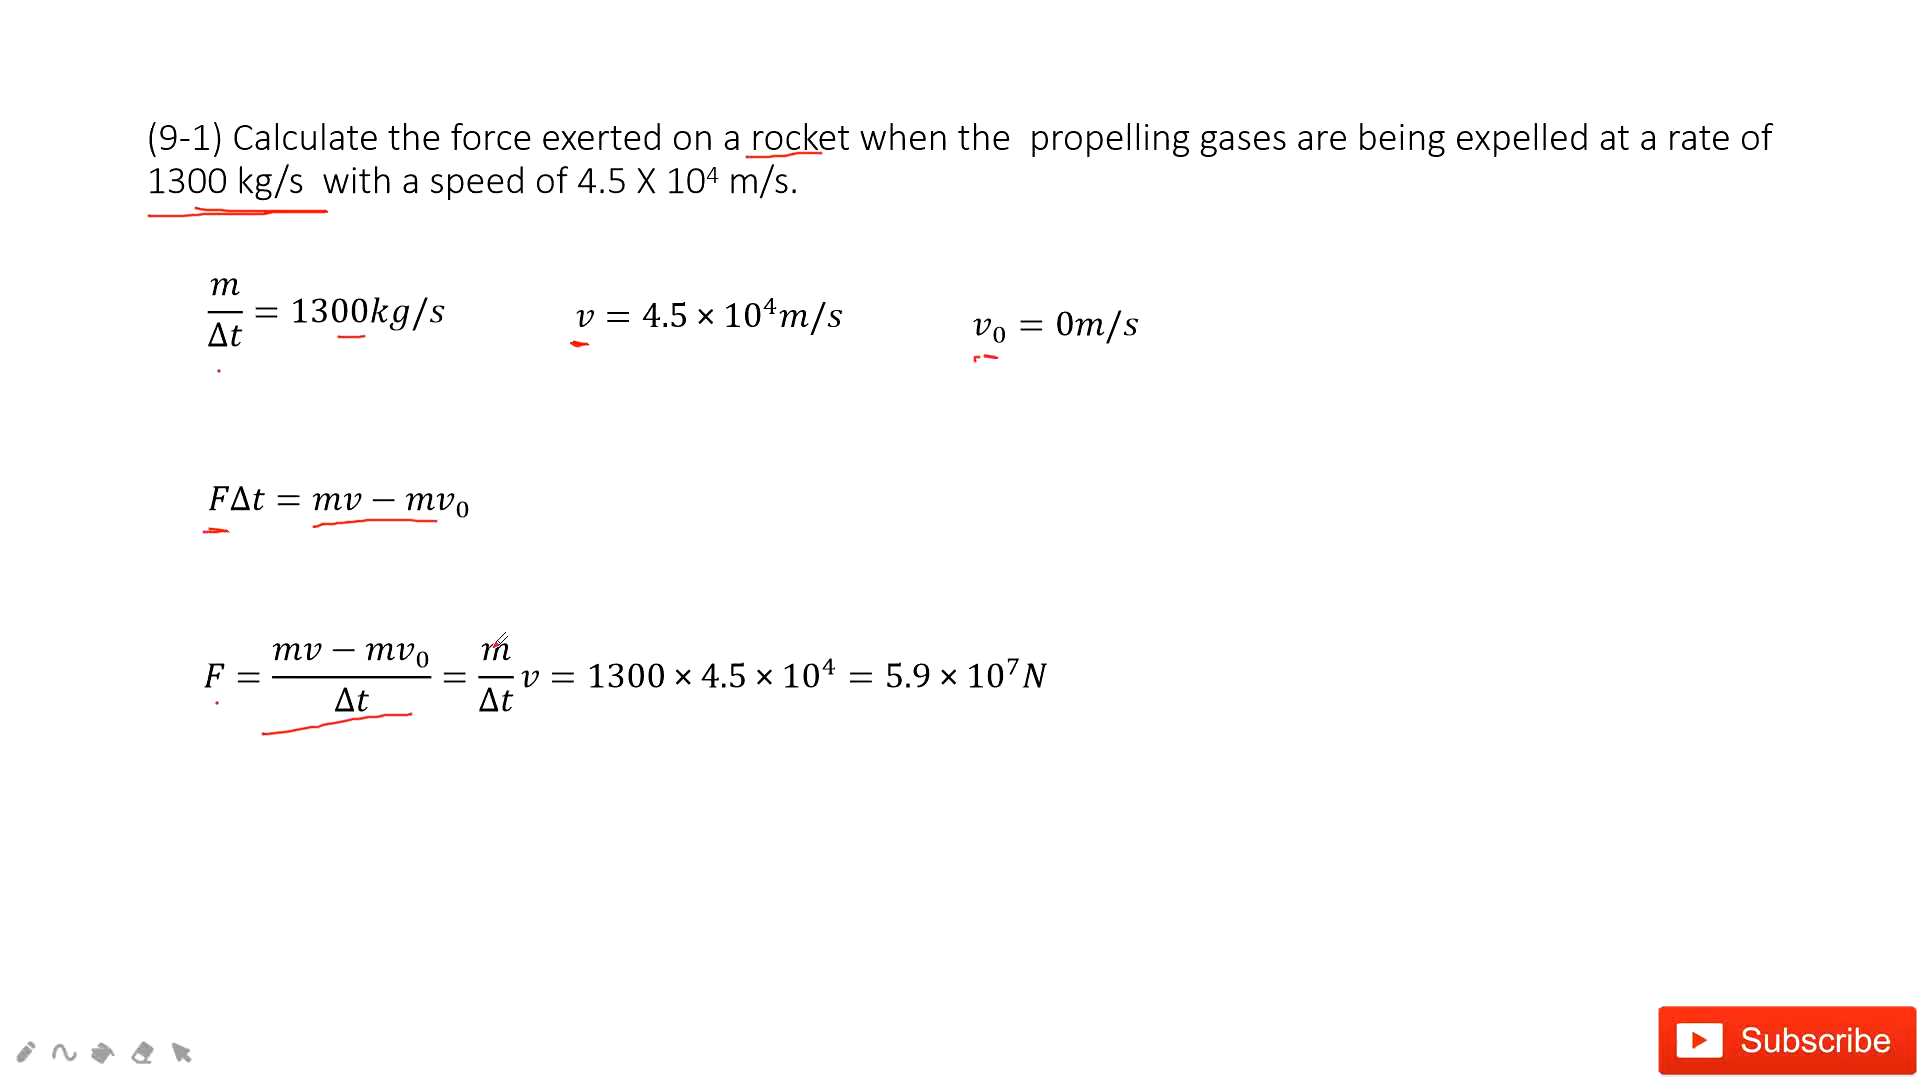 (9-1) Calculate the force exerted on a rocket when the propelling gases are being expelled at a rate of
1300 kg/s with a speed of 4.5 X 10⁴ m/s.
m/Δt = 1300kg/s v = 4.5 × 10⁴m/s v₀ = 0m/s
FΔt = mv − mv₀
F = (mv − mv₀)/Δt = m/Δt v = 1300 × 4.5 × 10⁴ = 5.9 × 10⁷N
Subscribe